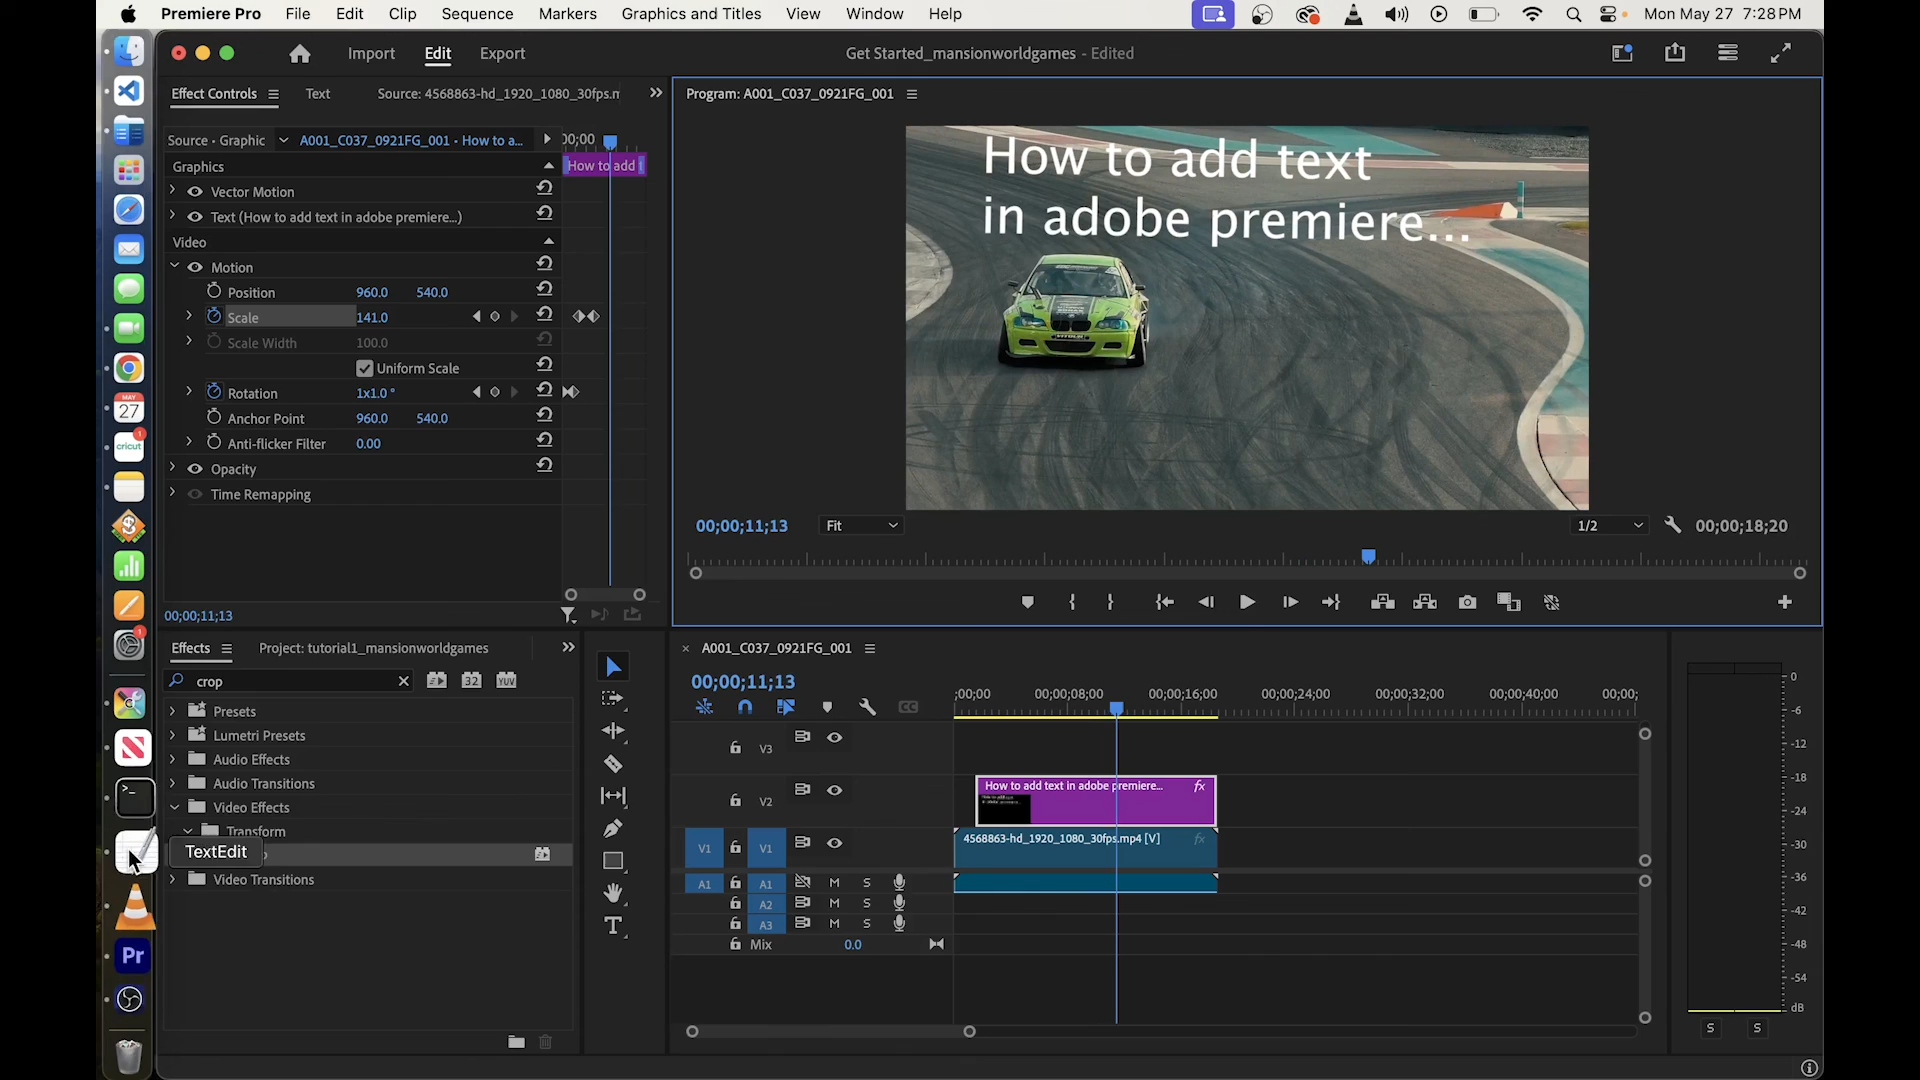 Premiere Pro File Edit Clip Sequence Markers Graphics and Titles View Window Help Mon May 27 7:28 PM
Import Edit Export Get Started_mansionworldgames - Edited
Effect Controls Text Source: 4568863-hd_1920_1080_30fps.m
Program: A001_C037_0921FG_001
Source • Graphic A001_C037_0921FG_001 • How to a... 00;00
Graphics How to add
Vector Motion
Text (How to add text in adobe premiere...)
Video
Motion
Position 960.0 540.0
Scale 141.0
Scale Width 100.0
Uniform Scale
Rotation 1x1.0 °
Anchor Point 960.0 540.0
Anti-flicker Filter 0.00
Opacity
Time Remapping
00;00;11;13
How to add text
in adobe premiere...
00;00;11;13 Fit 1/2 00;00;18;20
Effects Project: tutorial1_mansionworldgames
crop 32 YUV
Presets
Lumetri Presets
Audio Effects
Audio Transitions
Video Effects
Transform
TextEdit
Video Transitions
MAY
27
cricut
1
1
Pr
T
A001_C037_0921FG_001
00;00;11;13
;00;00 00;00;08;00 00;00;16;00 00;00;24;00 00;00;32;00 00;00;40;00 00;00;
CC
V3
V2 How to add text in adobe premiere... fx
V1 V1 4568863-hd_1920_1080_30fps.mp4 [V] fx
A1 A1 M S
A2 M S
A3 M S
Mix 0.0
0
-6
-12
-18
-24
-30
-36
-42
-48
-54
dB
S S